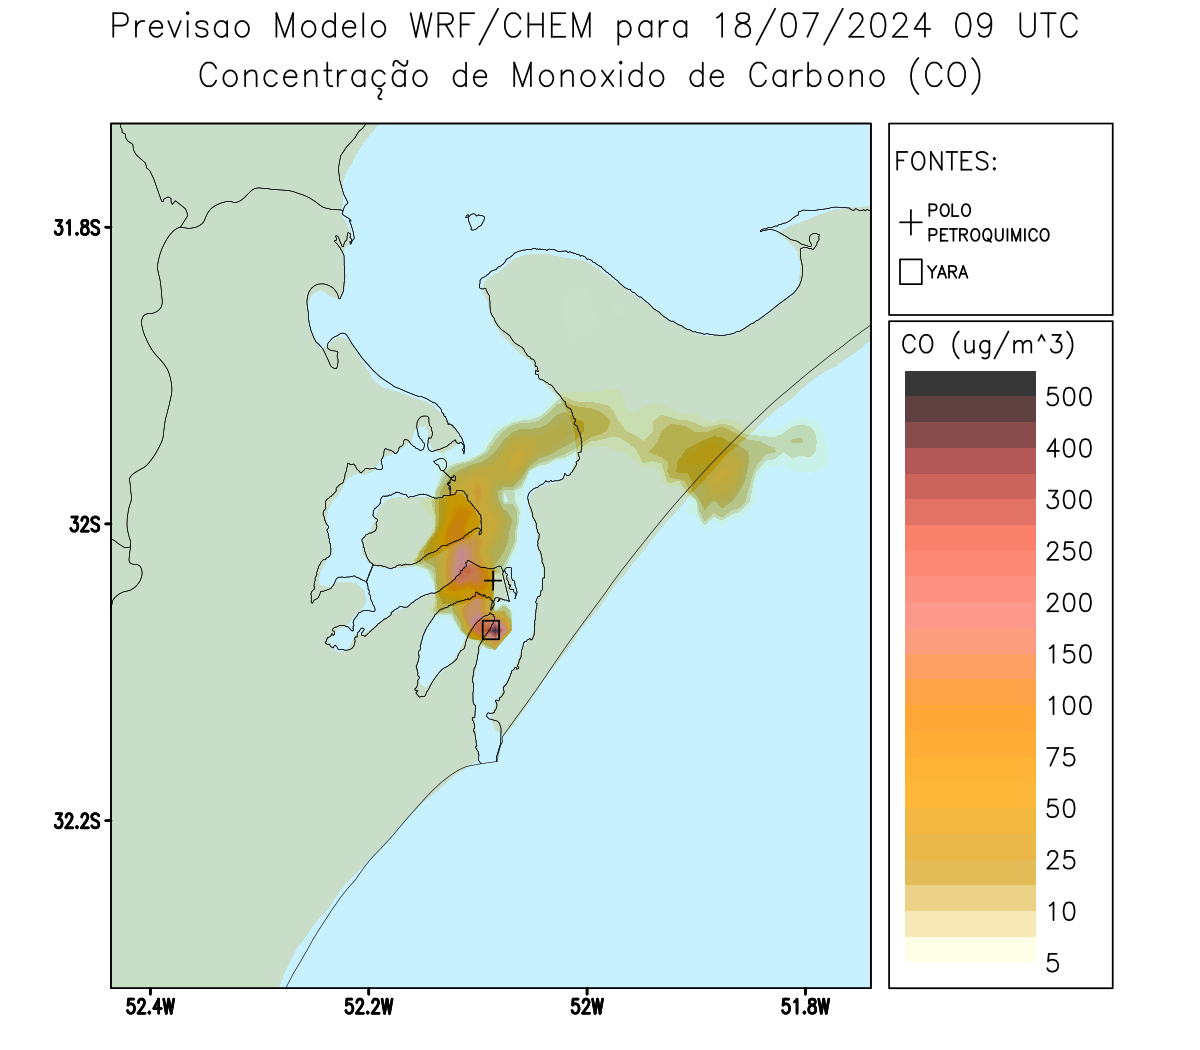 Previsao Modelo WRF/CHEM para 18/07/2024 09 UTC
Concentração de Monoxido de Carbono (CO)
FONTES:
POLO
PETROQUIMICO
YARA
CO (ug/m^3)
500
400
300
250
200
150
100
75
50
25
10
5
31.8S
32S
32.2S
52.4W
52.2W
52W
51.8W